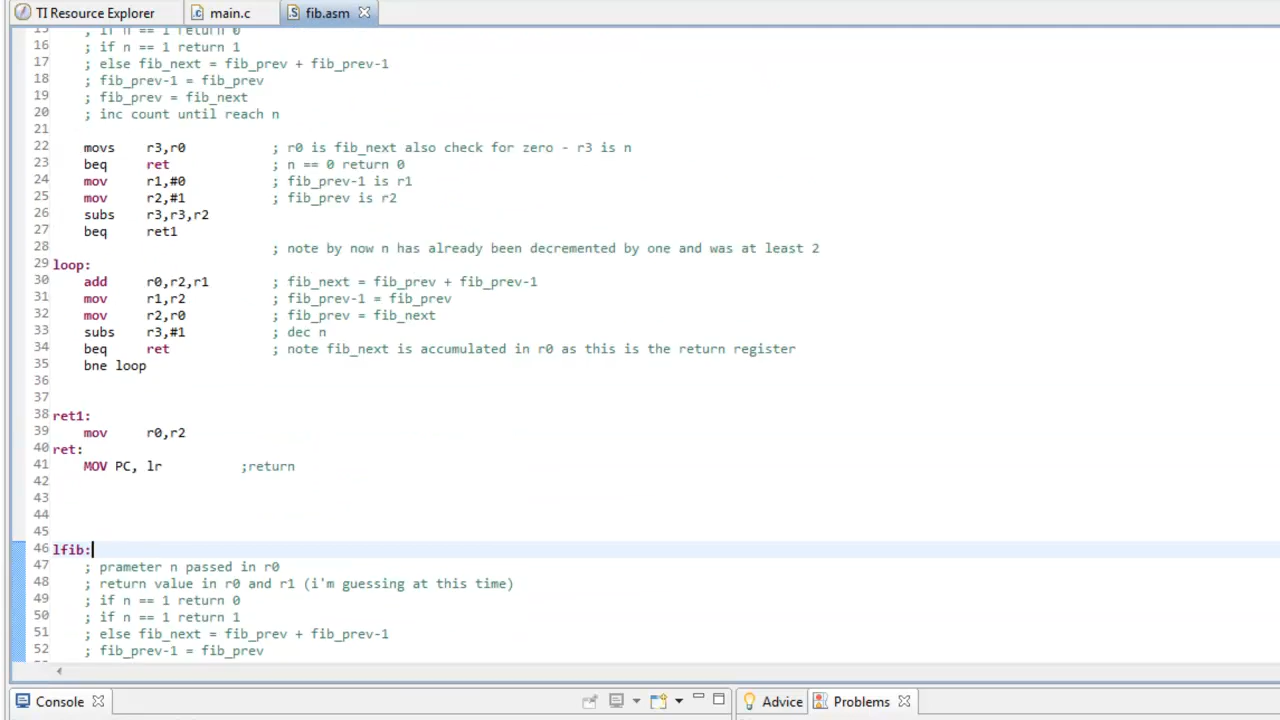 TI Resource Explorer main.c fib.asm
15 ; if n == 1 return 0
16 ; if n == 1 return 1
17 ; else fib_next = fib_prev + fib_prev-1
18 ; fib_prev-1 = fib_prev
19 ; fib_prev = fib_next
20 ; inc count until reach n
21
22 movs r3,r0 ; r0 is fib_next also check for zero - r3 is n
23 beq ret ; n == 0 return 0
24 mov r1,#0 ; fib_prev-1 is r1
25 mov r2,#1 ; fib_prev is r2
26 subs r3,r3,r2
27 beq ret1
28 ; note by now n has already been decremented by one and was at least 2
29 loop:
30 add r0,r2,r1 ; fib_next = fib_prev + fib_prev-1
31 mov r1,r2 ; fib_prev-1 = fib_prev
32 mov r2,r0 ; fib_prev = fib_next
33 subs r3,#1 ; dec n
34 beq ret ; note fib_next is accumulated in r0 as this is the return register
35 bne loop
36
37
38 ret1:
39 mov r0,r2
40 ret:
41 MOV PC, lr ;return
42
43
44
45
46 lfib:
47 ; prameter n passed in r0
48 ; return value in r0 and r1 (i'm guessing at this time)
49 ; if n == 1 return 0
50 ; if n == 1 return 1
51 ; else fib_next = fib_prev + fib_prev-1
52 ; fib_prev-1 = fib_prev
Console Advice Problems